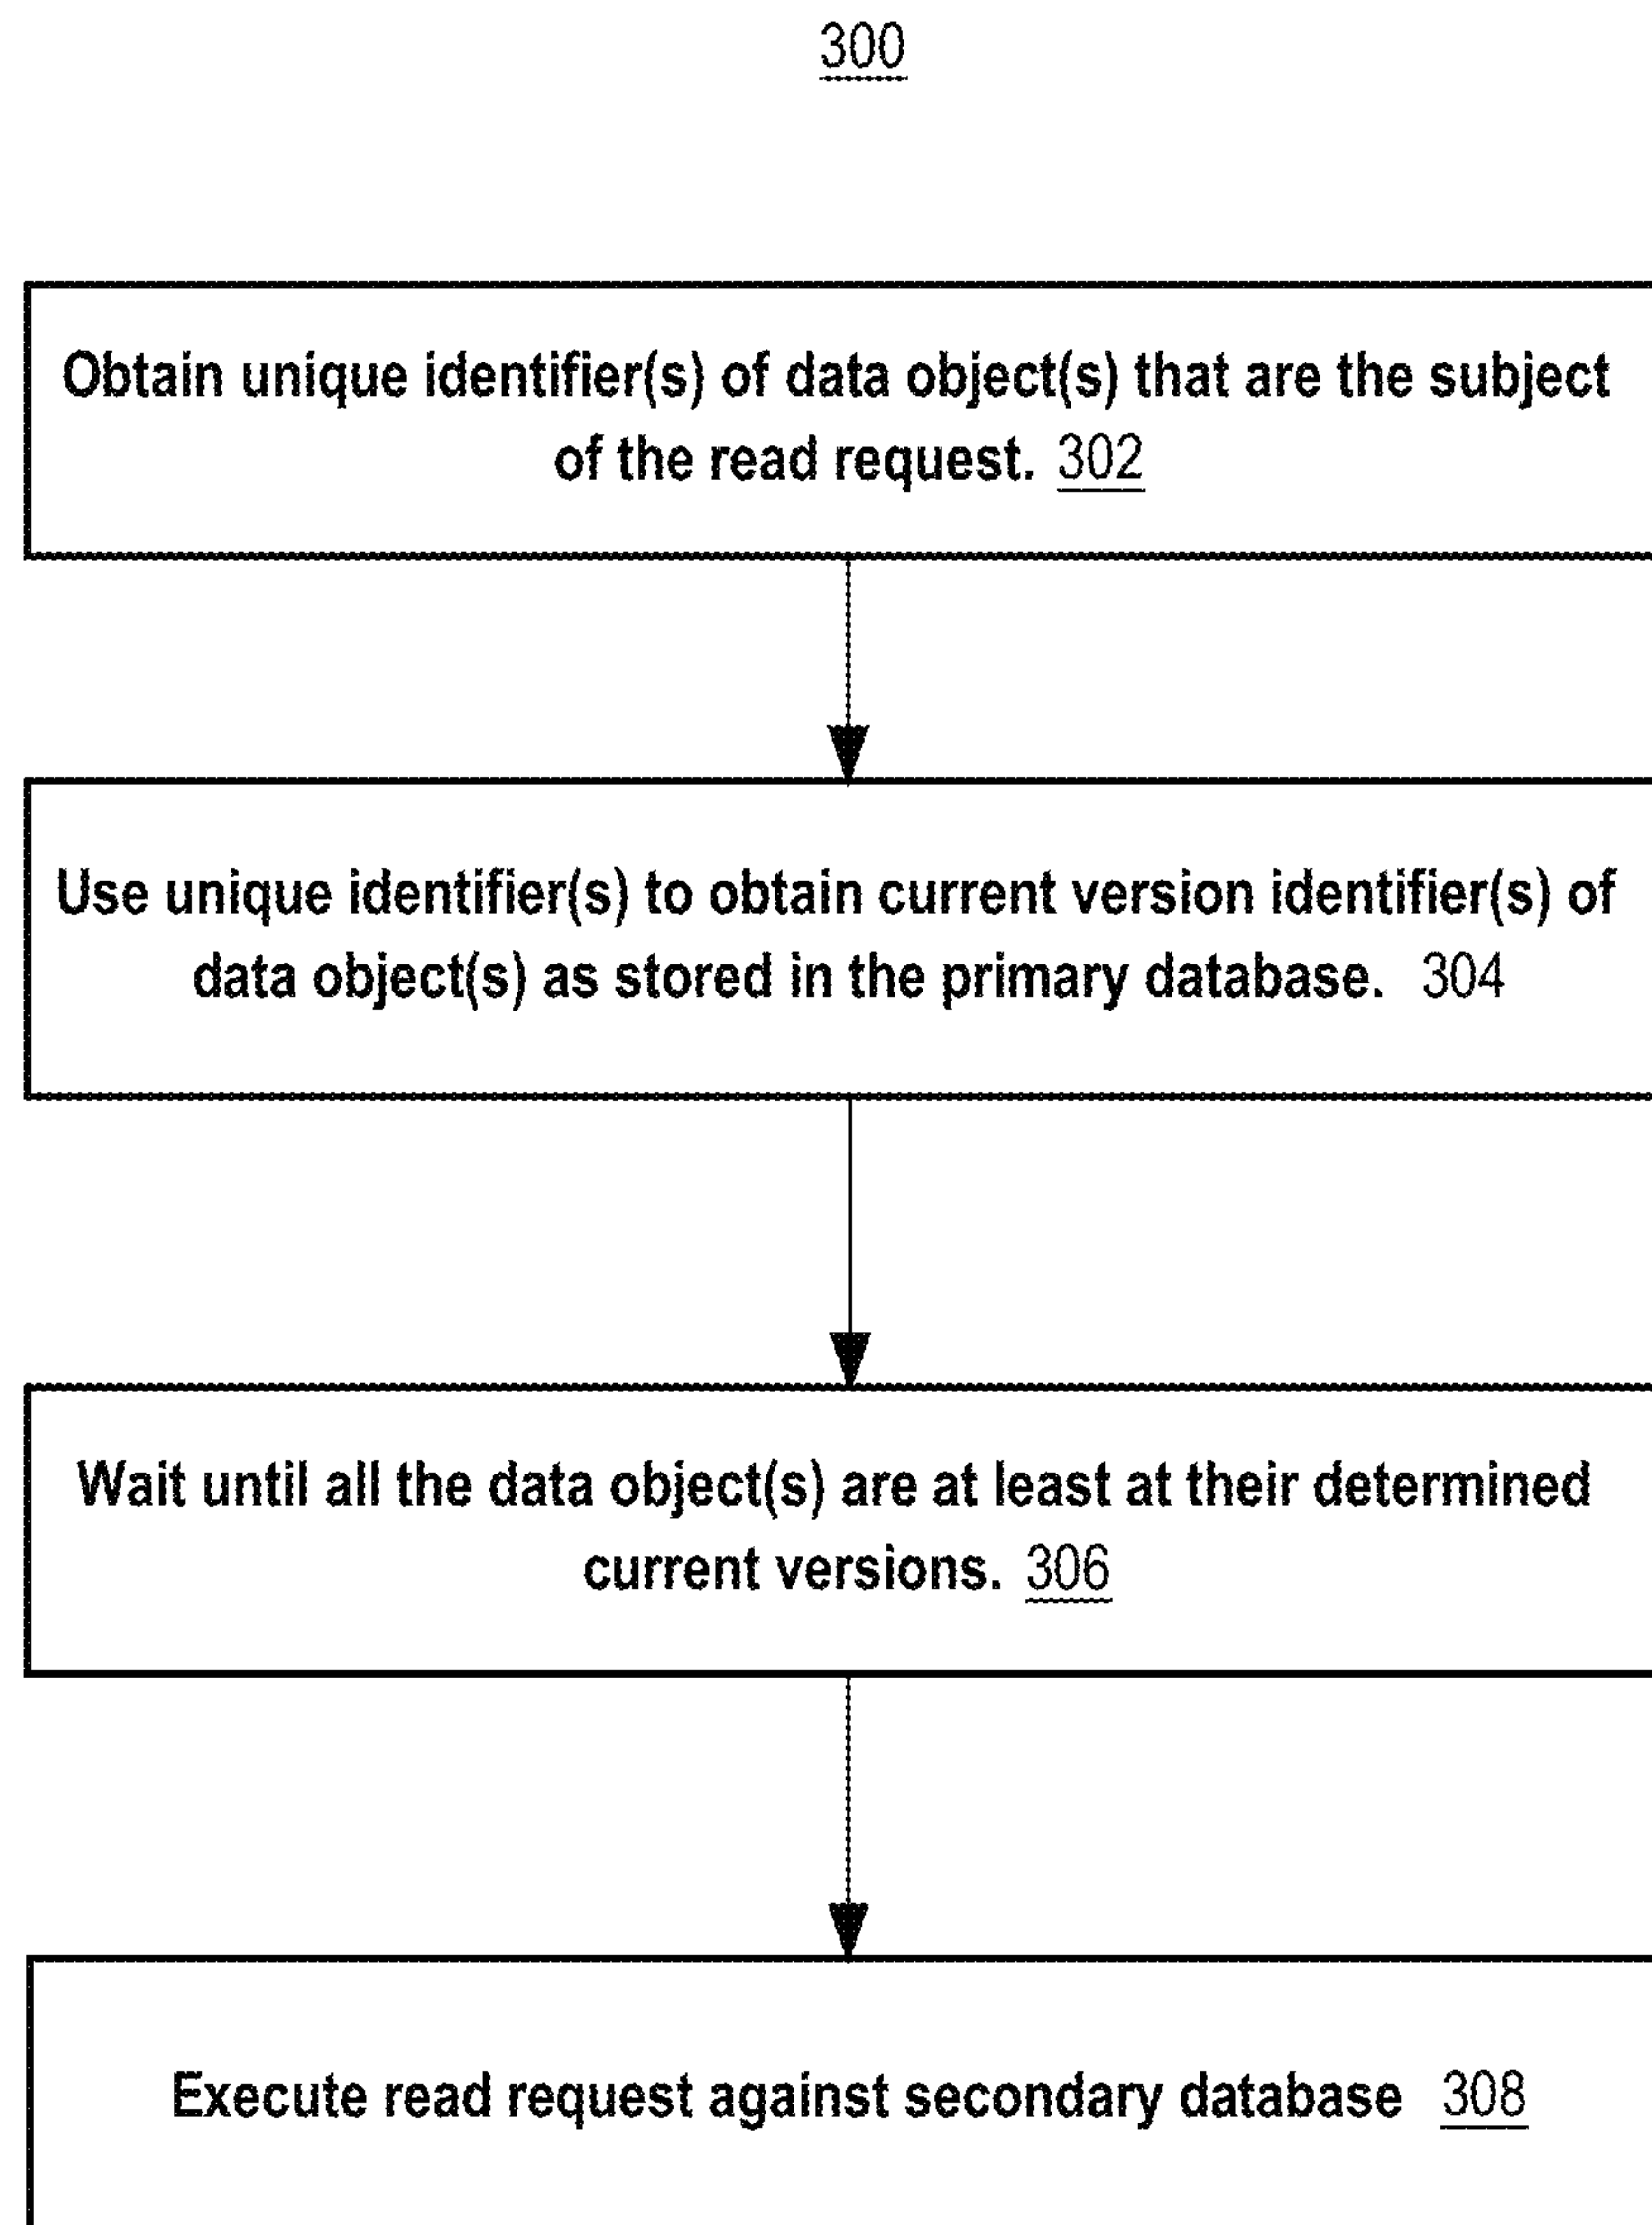 300
Obtain unique identifier(s) of data object(s) that are the subject
of the read request. 302
Use unique identifier(s) to obtain current version identifier(s) of
data object(s) as stored in the primary database. 304
Wait until all the data object(s) are at least at their determined
current versions. 306
Execute read request against secondary database 308